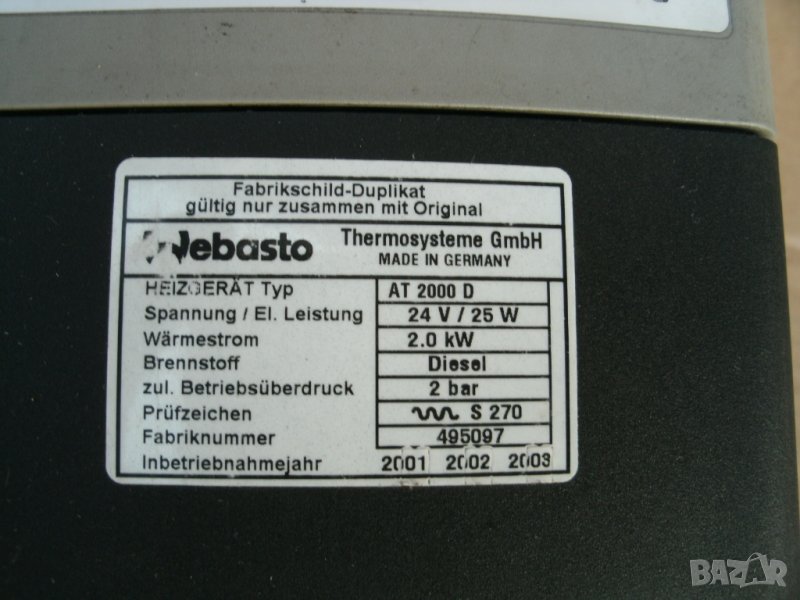 Fabrikschild-Duplikat
gültig nur zusammen mit Original
Webasto Thermosysteme GmbH
MADE IN GERMANY
HEIZGERÄT Typ AT 2000 D
Spannung / El. Leistung 24 V / 25 W
Wärmestrom 2.0 kW
Brennstoff Diesel
zul. Betriebsüberdruck 2 bar
Prüfzeichen S 270
Fabriknummer 495097
Inbetriebnahmejahr 2001 2002 2003
BAZAR